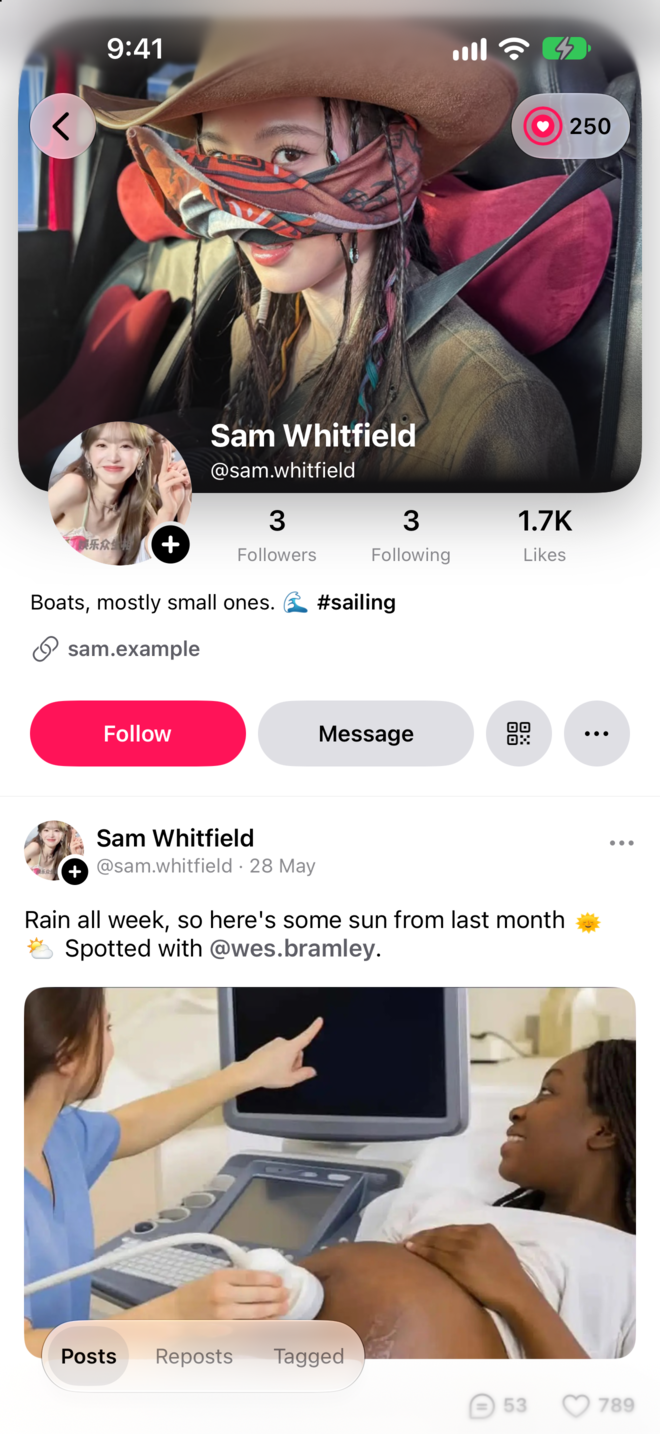 9:41
250
Sam Whitfield
@sam.whitfield
3
3
1.7K
Followers
Following
Likes
Boats, mostly small ones. 🌊 #sailing
sam.example
Follow
Message
Sam Whitfield
@sam.whitfield · 28 May
Rain all week, so here's some sun from last month 🌞
⛅ Spotted with @wes.bramley.
Posts
Reposts
Tagged
53
789